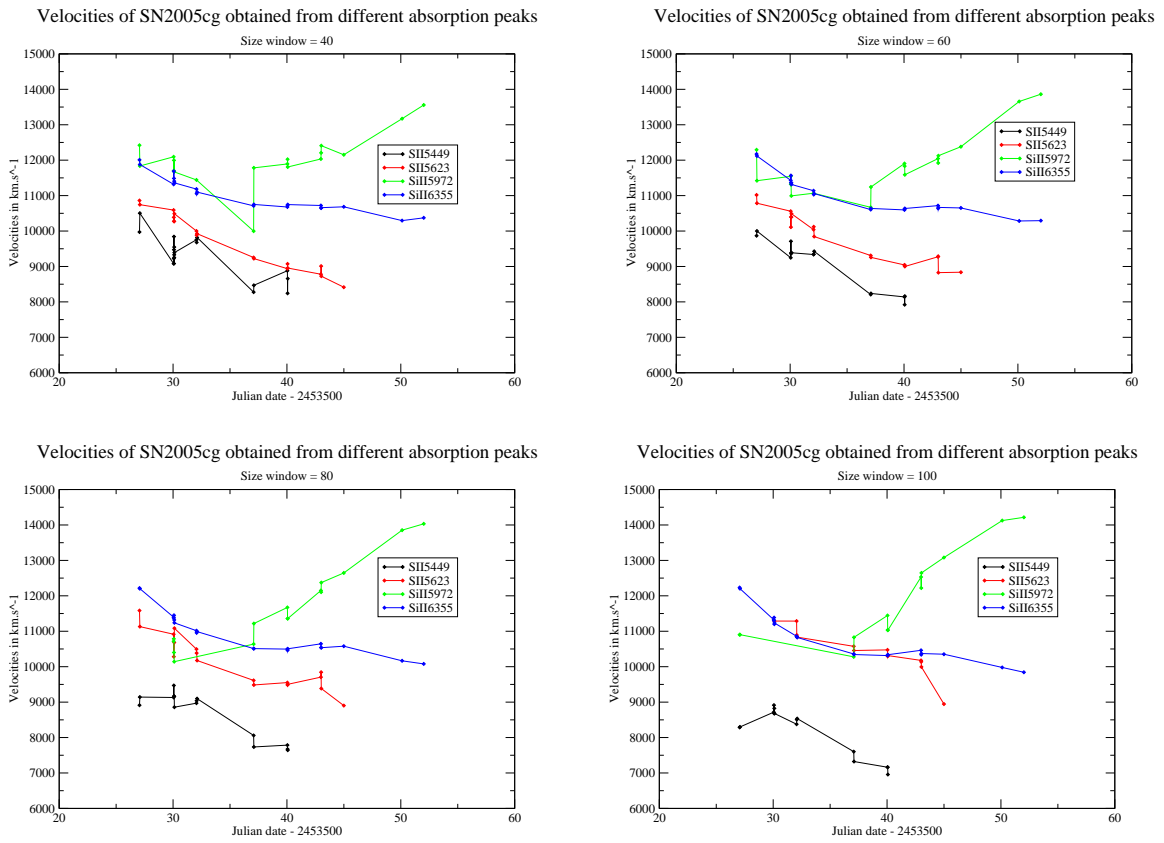 Velocities of SN2005cg obtained from different absorption peaks
Size window = 40
15000
14000
13000
12000
11000
10000
9000
8000
7000
6000
Velocities in km.s^-1
SII5449
SII5623
SiII5972
SiII6355
20 30 40 50 60
Julian date - 2453500
Velocities of SN2005cg obtained from different absorption peaks
Size window = 60
15000
14000
13000
12000
11000
10000
9000
8000
7000
6000
Velocities in km.s^-1
SII5449
SII5623
SiII5972
SiII6355
20 30 40 50 60
Julian date - 2453500
Velocities of SN2005cg obtained from different absorption peaks
Size window = 80
15000
14000
13000
12000
11000
10000
9000
8000
7000
6000
Velocities in km.s^-1
SII5449
SII5623
SiII5972
SiII6355
20 30 40 50 60
Julian date - 2453500
Velocities of SN2005cg obtained from different absorption peaks
Size window = 100
15000
14000
13000
12000
11000
10000
9000
8000
7000
6000
Velocities in km.s^-1
SII5449
SII5623
SiII5972
SiII6355
20 30 40 50 60
Julian date - 2453500